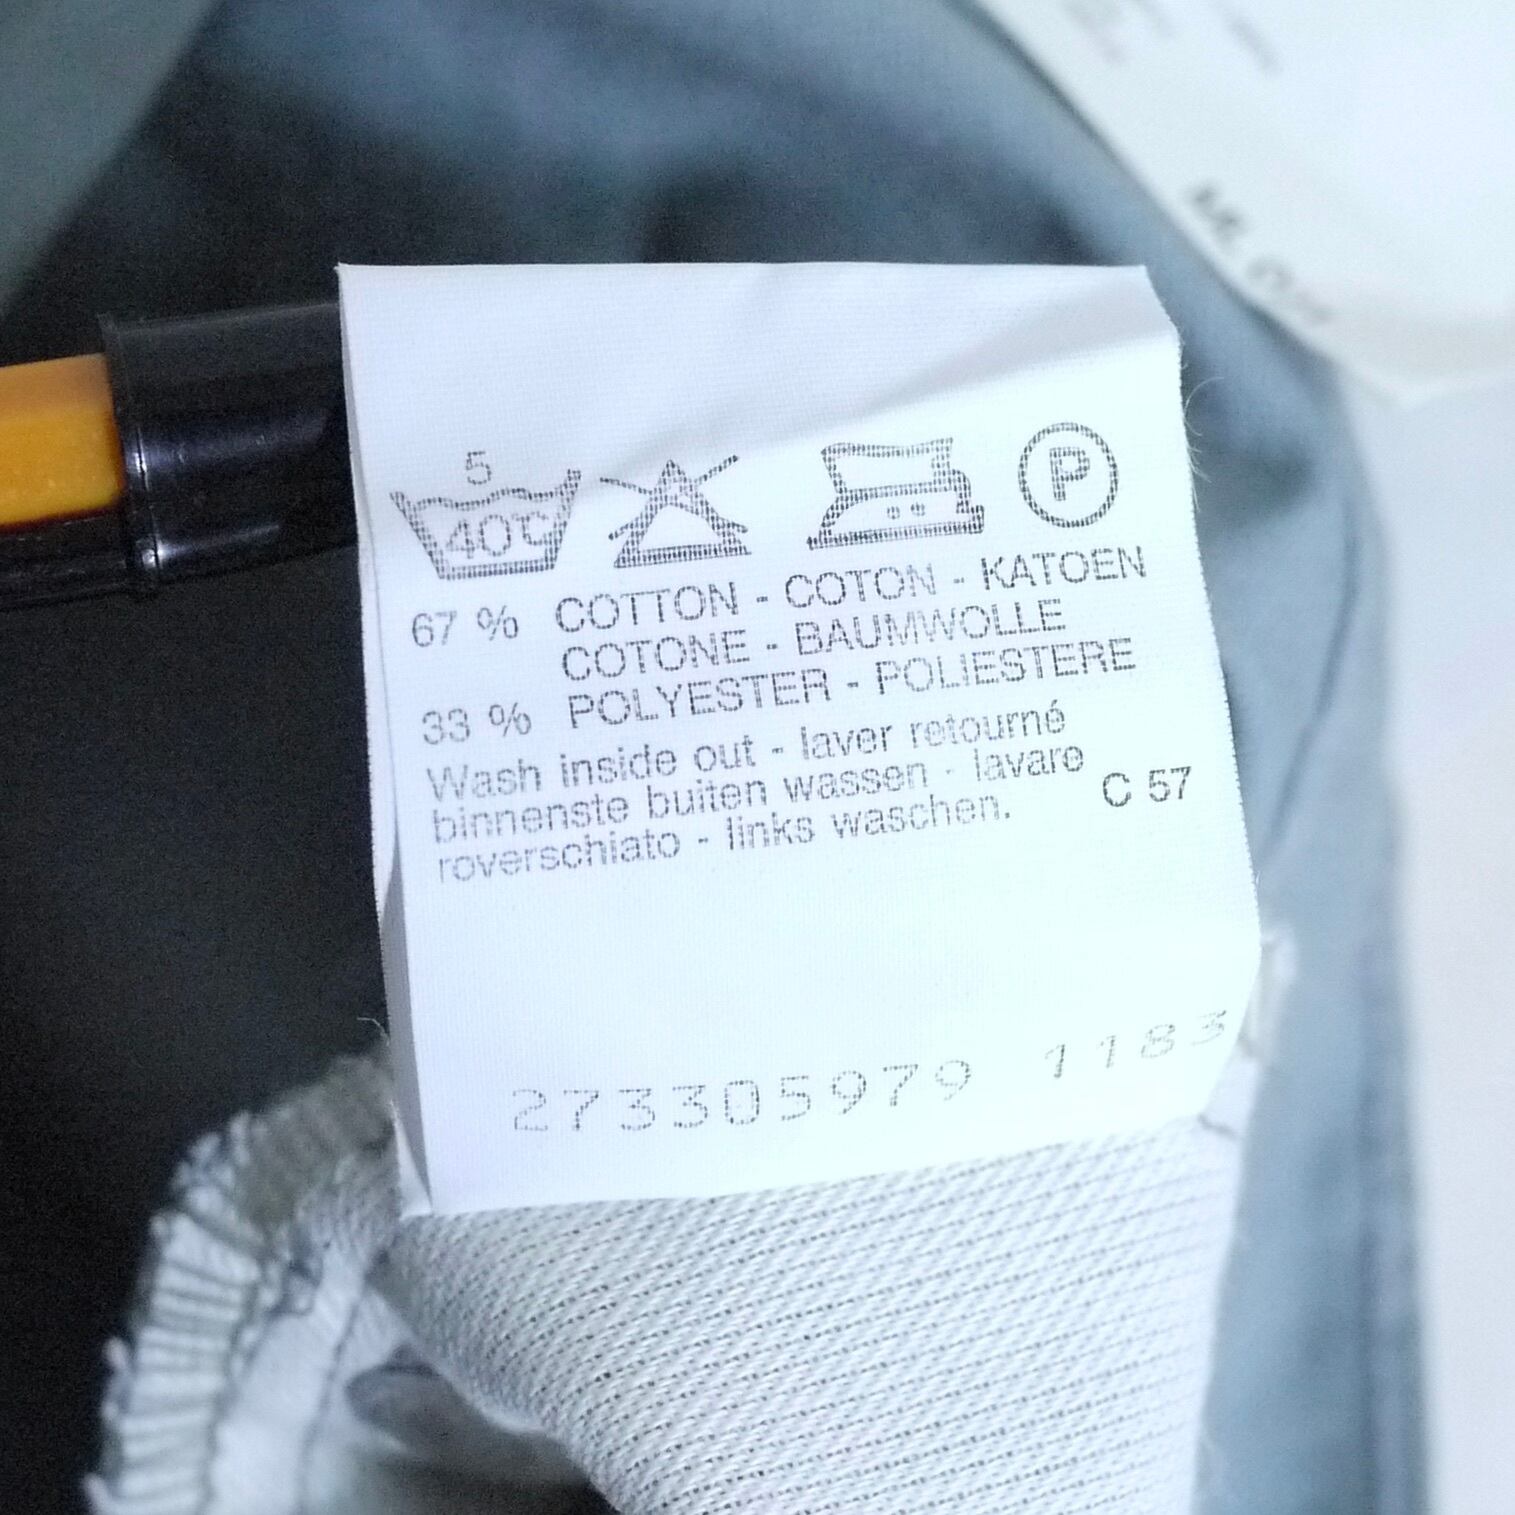 5
40°C
P
67 % COTTON - COTON - KATOEN
COTONE - BAUMWOLLE
33 % POLYESTER - POLIESTERE
Wash inside out - laver retourné
binnenste buiten wassen - lavare
roverschiato - links waschen.
C 57
273305979 1183